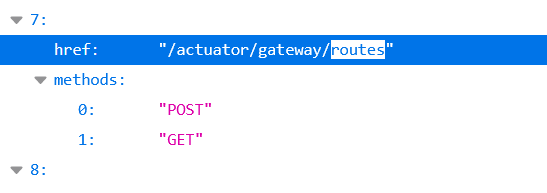 7:
href: "/actuator/gateway/routes"
methods:
0: "POST"
1: "GET"
8: